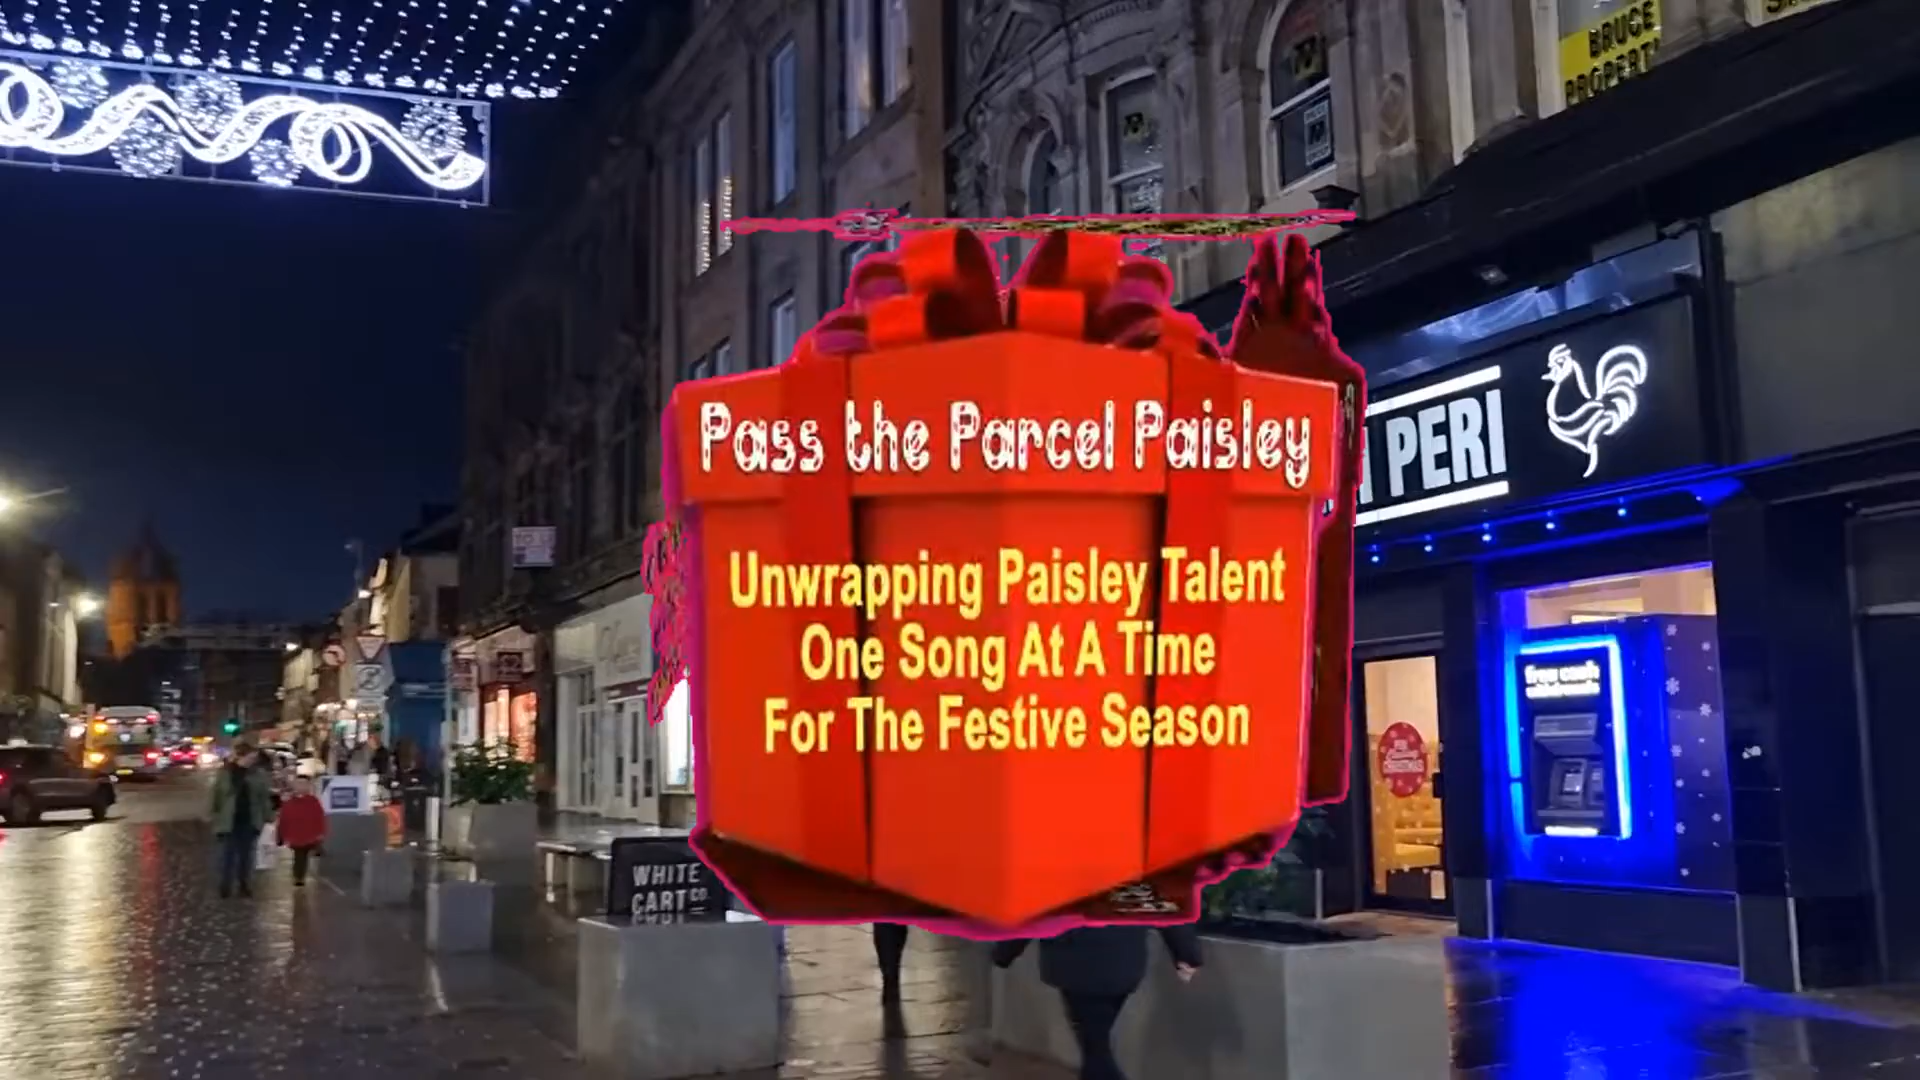 BRUCE
PROPERT
Pass the Parcel Paisley
PERI
Unwrapping Paisley Talent
One Song At A Time
For The Festive Season
free cash
WHITE
CART CO.